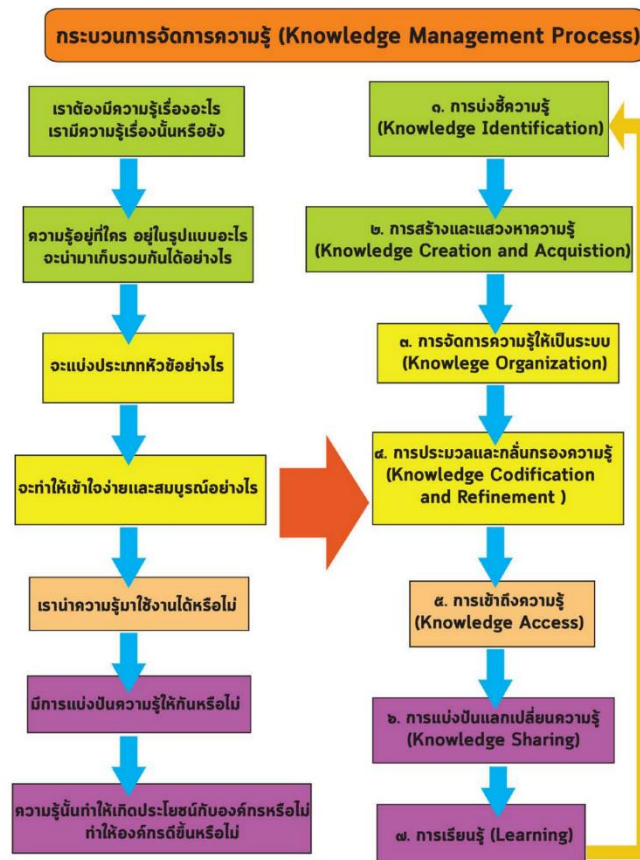 กระบวนการจัดการความรู้ (Knowledge Management Process)
เราต้องมีความรู้เรื่องอะไร
เรามีความรู้เรื่องนั้นหรือยัง
ความรู้อยู่ที่ใคร อยู่ในรูปแบบอะไร
จะนำมาเก็บรวมกันได้อย่างไร
จะแบ่งประเภทหัวข้ออย่างไร
จะทำให้เข้าใจง่ายและสมบูรณ์อย่างไร
เรานำความรู้มาใช้งานได้หรือไม่
มีการแบ่งปันความรู้ให้กันหรือไม่
ความรู้นั้นทำให้เกิดประโยชน์กับองค์กรหรือไม่
ทำให้องค์กรดีขึ้นหรือไม่
๑. การบ่งชี้ความรู้
(Knowledge Identification)
๒. การสร้างและแสวงหาความรู้
(Knowledge Creation and Acquistion)
๓. การจัดการความรู้ให้เป็นระบบ
(Knowlege Organization)
๔. การประมวลและกลั่นกรองความรู้
(Knowledge Codification
and Refinement )
๕. การเข้าถึงความรู้
(Knowledge Access)
๖. การแบ่งปันแลกเปลี่ยนความรู้
(Knowledge Sharing)
๗. การเรียนรู้ (Learning)